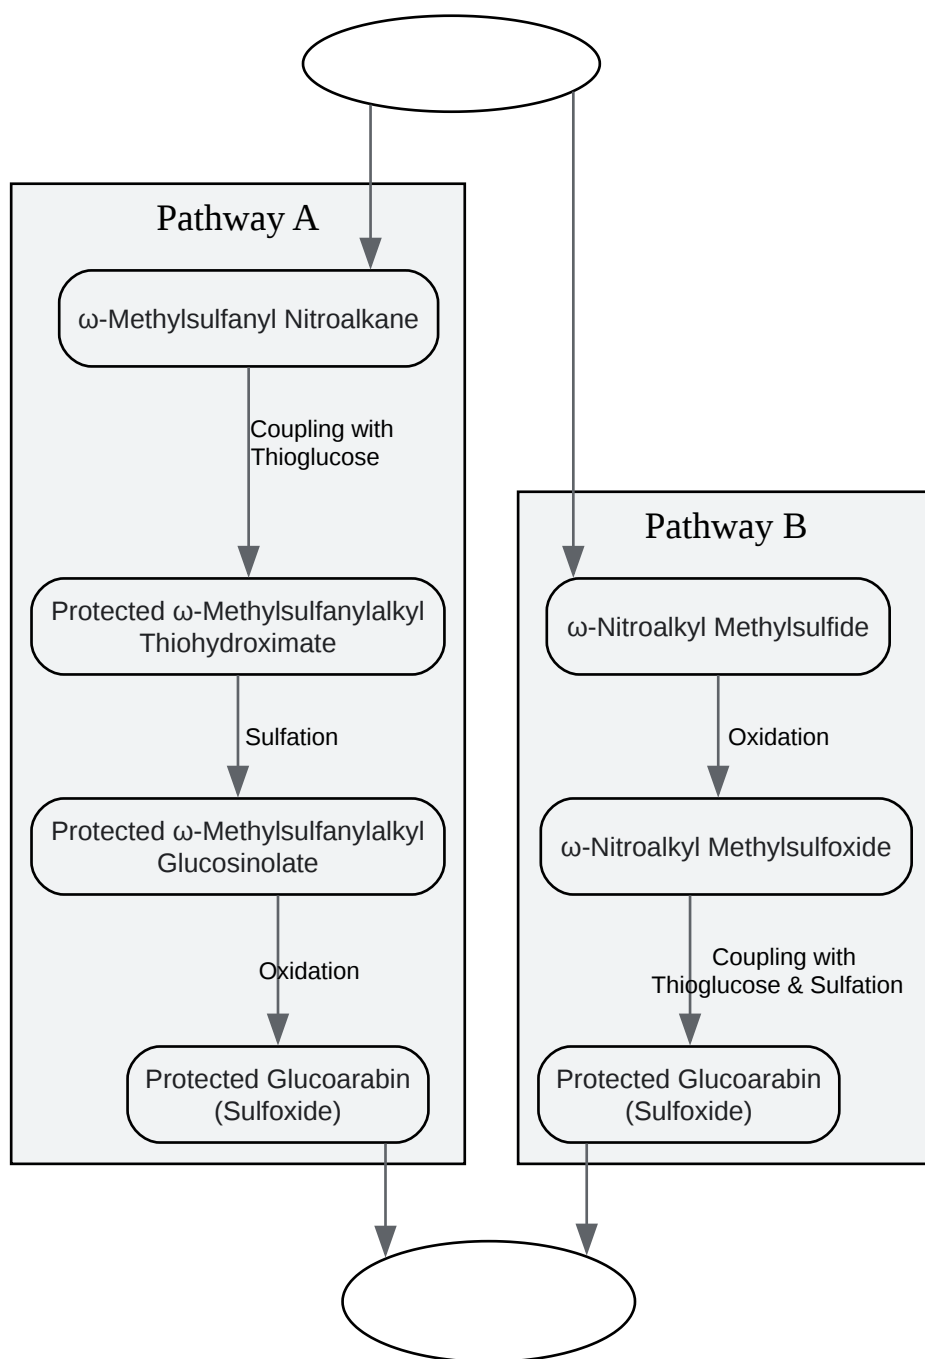 Pathway A
ω-Methylsulfanyl Nitroalkane
Coupling with
Thioglucose
Protected ω-Methylsulfanylalkyl
Thiohydroximate
Sulfation
Protected ω-Methylsulfanylalkyl
Glucosinolate
Oxidation
Protected Glucoarabin
(Sulfoxide)
Pathway B
ω-Nitroalkyl Methylsulfide
Oxidation
ω-Nitroalkyl Methylsulfoxide
Coupling with
Thioglucose & Sulfation
Protected Glucoarabin
(Sulfoxide)